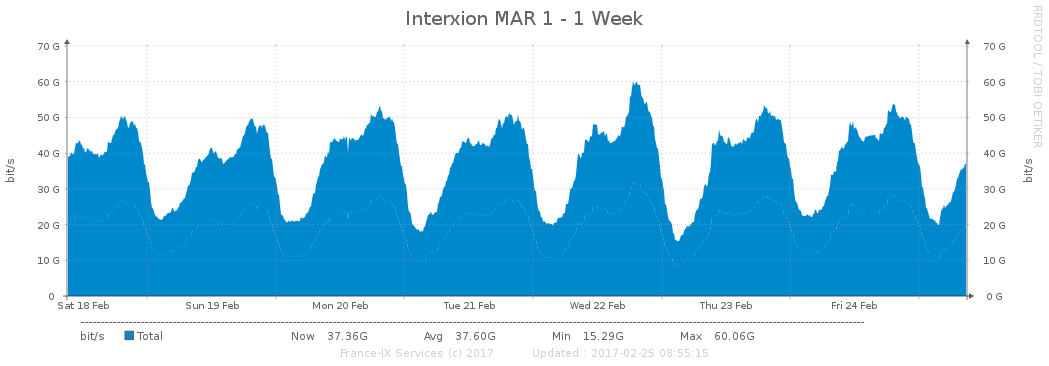 Interxion MAR 1 - 1 Week
RRDTOOL / TOBI OETIKER
bit/s
70 G 70 G
60 G 60 G
50 G 50 G
40 G 40 G
30 G 30 G
20 G 20 G
10 G 10 G
0 0 G
bit/s
Sat 18 Feb Sun 19 Feb Mon 20 Feb Tue 21 Feb Wed 22 Feb Thu 23 Feb Fri 24 Feb
bit/s Total Now 37.36G Avg 37.60G Min 15.29G Max 60.06G
France-IX Services (c) 2017 Updated : 2017-02-25 08:55:15